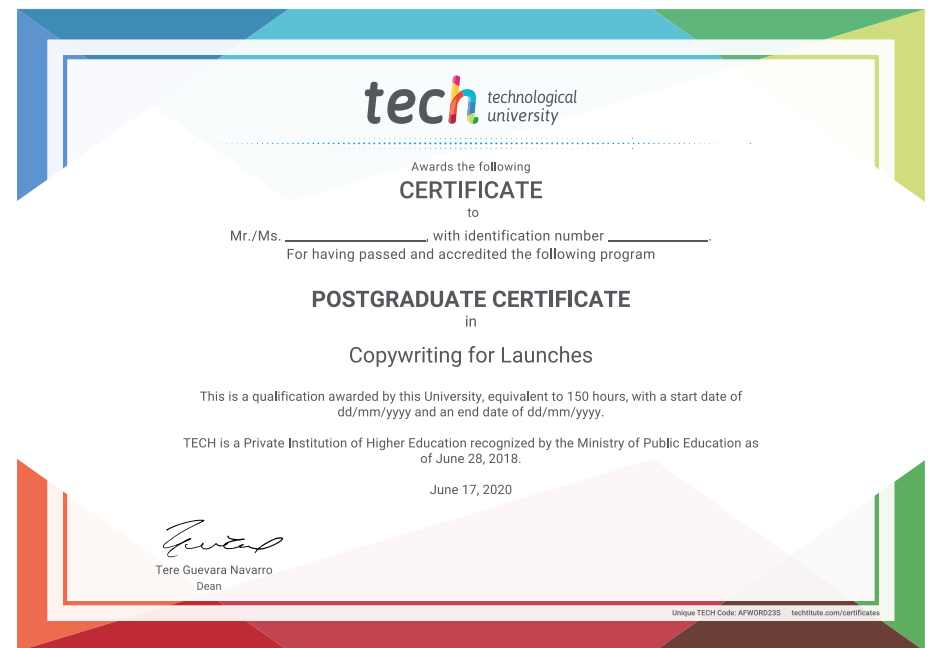 tech technological
university
Awards the following
CERTIFICATE
to
Mr./Ms. ____________________, with identification number ______________.
For having passed and accredited the following program
POSTGRADUATE CERTIFICATE
in
Copywriting for Launches
This is a qualification awarded by this University, equivalent to 150 hours, with a start date of
dd/mm/yyyy and an end date of dd/mm/yyyy.
TECH is a Private Institution of Higher Education recognized by the Ministry of Public Education as
of June 28, 2018.
June 17, 2020
Tere Guevara Navarro
Dean
Unique TECH Code: AFWORD23S techtitute.com/certificates